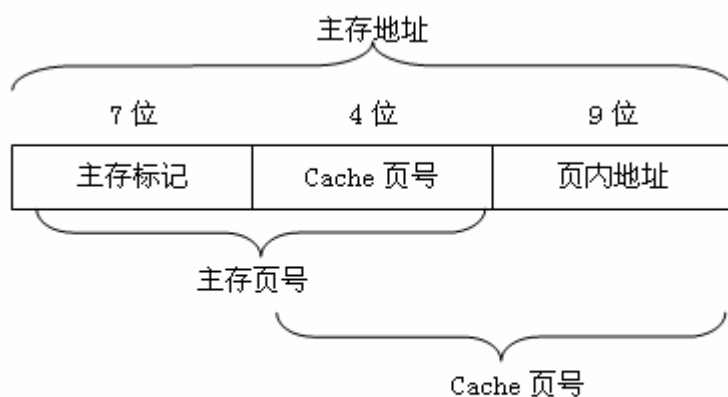 主存地址
7 位 4 位 9 位
主存标记 Cache 页号 页内地址
主存页号
Cache 页号